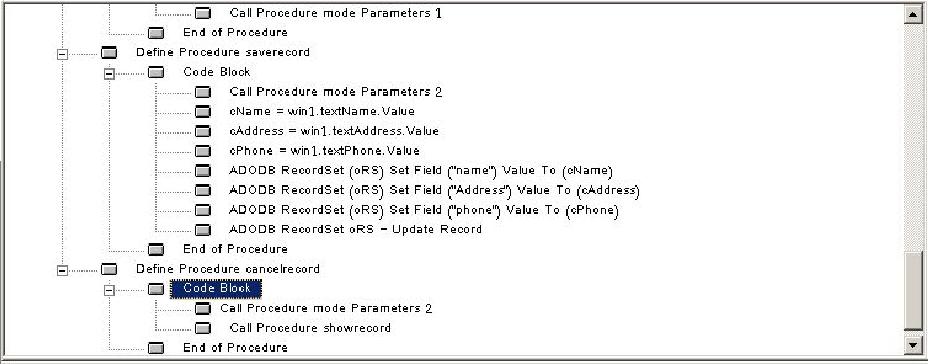 Call Procedure mode Parameters 1
End of Procedure
Define Procedure saverecord
Code Block
Call Procedure mode Parameters 2
cName = win1.textName.Value
cAddress = win1.textAddress.Value
cPhone = win1.textPhone.Value
ADODB RecordSet (oRS) Set Field ("name") Value To (cName)
ADODB RecordSet (oRS) Set Field ("Address") Value To (cAddress)
ADODB RecordSet (oRS) Set Field ("phone") Value To (cPhone)
ADODB RecordSet oRS - Update Record
End of Procedure
Define Procedure cancelrecord
Code Block
Call Procedure mode Parameters 2
Call Procedure showrecord
End of Procedure